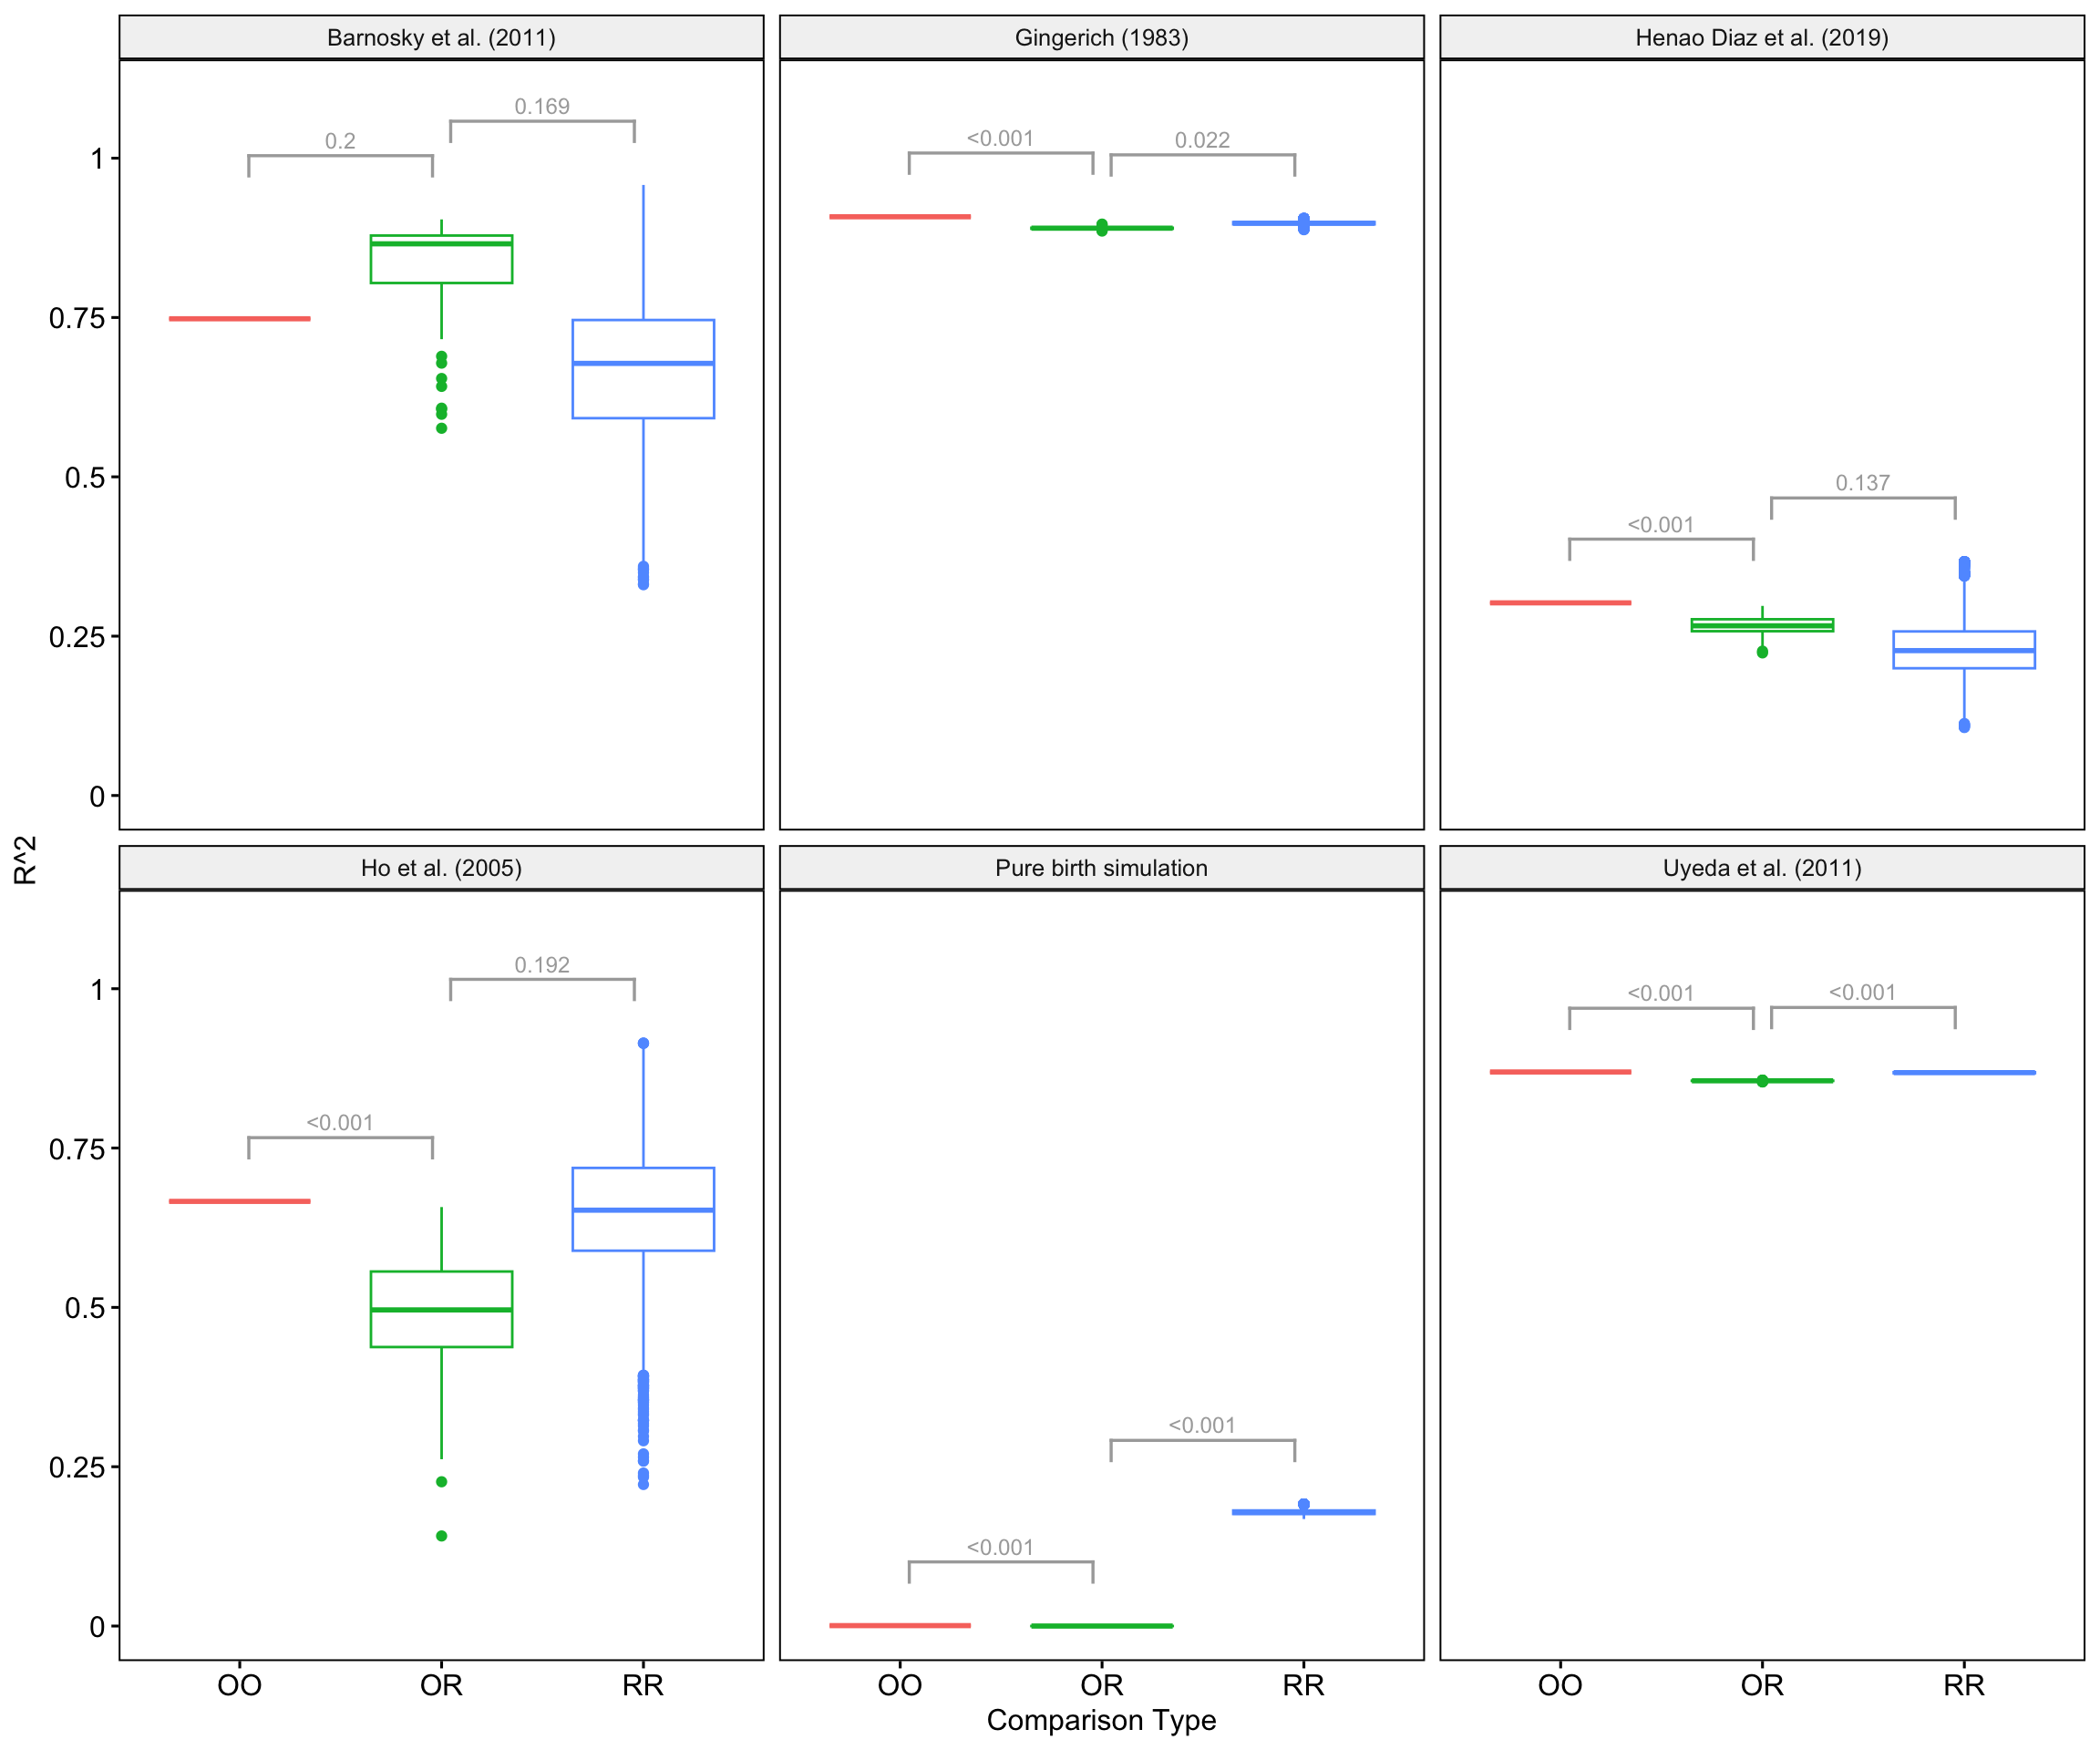 Barnosky et al. (2011)
Gingerich (1983)
Henao Diaz et al. (2019)
0.169
0.2
<0.001
0.022
0.137
<0.001
1
0.75
0.5
0.25
0
R^2
Ho et al. (2005)
Pure birth simulation
Uyeda et al. (2011)
0.192
<0.001
<0.001
<0.001
<0.001
<0.001
1
0.75
0.5
0.25
0
OO OR RR
OO OR RR
OO OR RR
Comparison Type